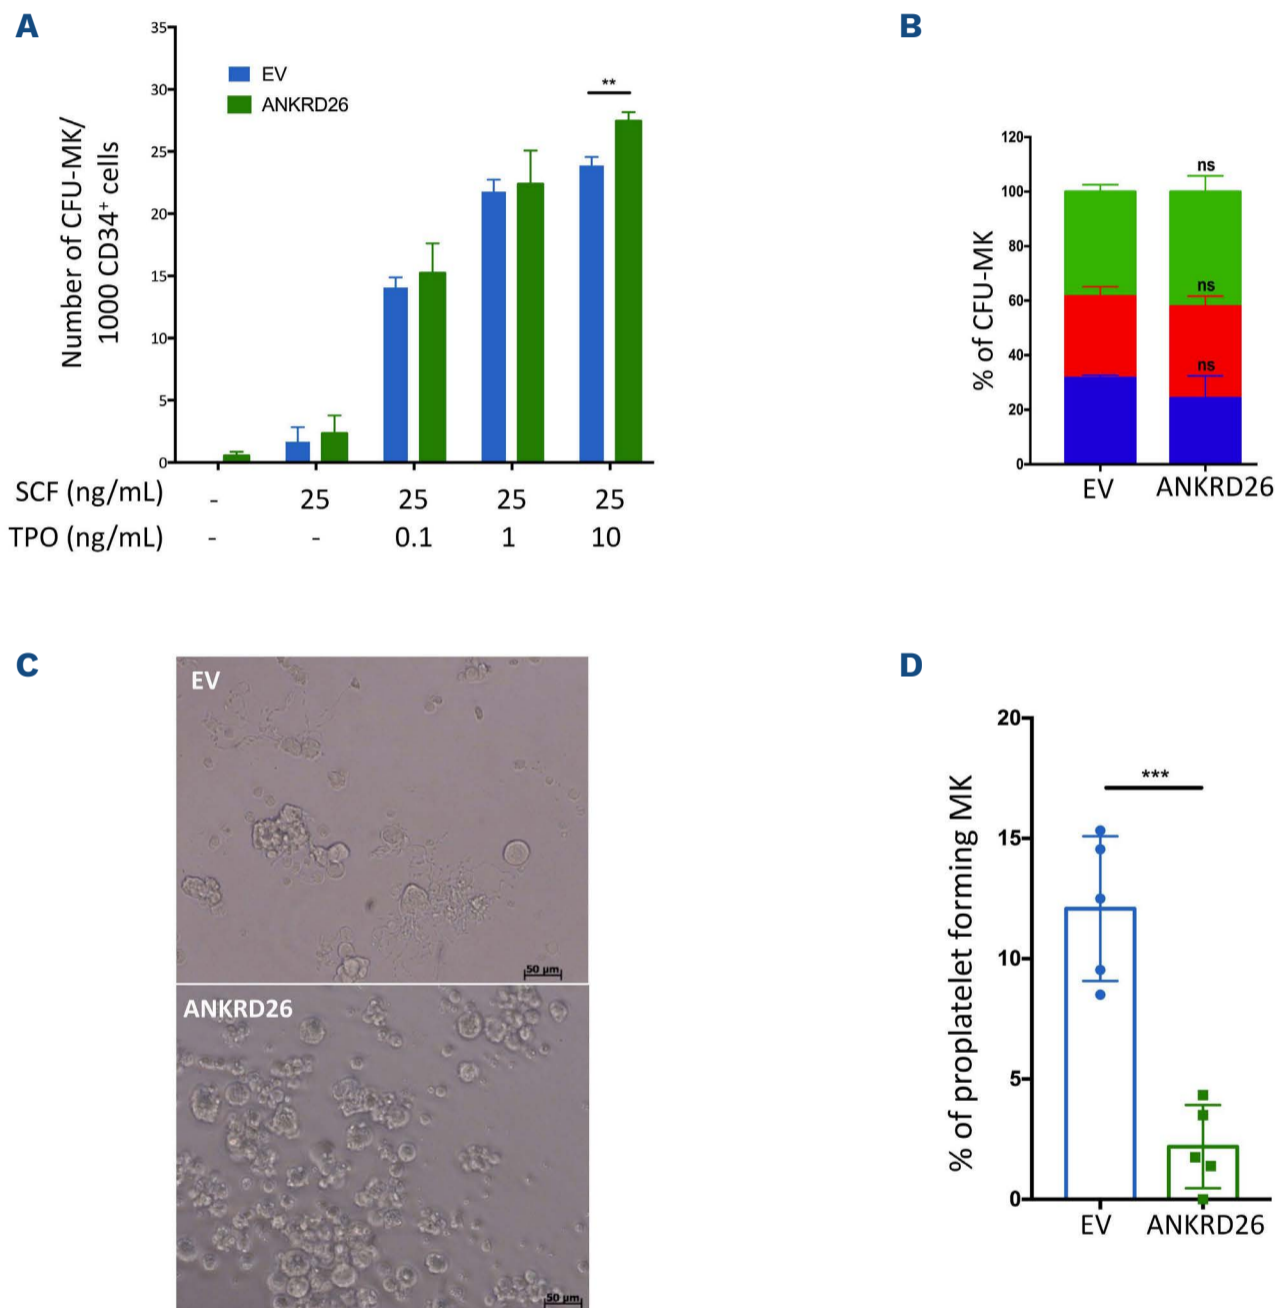 A
35
30
25
20
15
10
5
0
EV
ANKRD26
**
Number of CFU-MK/
1000 CD34⁺ cells
SCF (ng/mL) - 25 25 25 25
TPO (ng/mL) - - 0.1 1 10
B
120
100
80
60
40
20
0
% of CFU-MK
ns
ns
ns
EV ANKRD26
C
EV
50 µm
ANKRD26
50 µm
D
20
15
10
5
0
% of proplatelet forming MK
***
EV ANKRD26